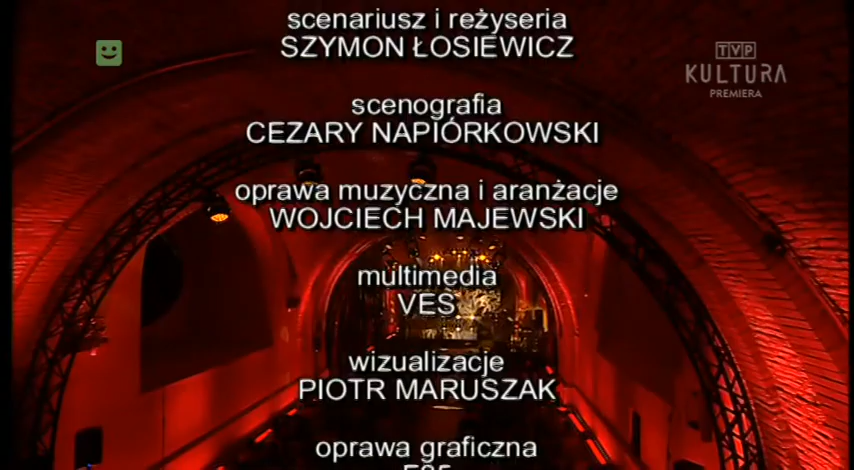 scenariusz i reżyseria
SZYMON ŁOSIEWICZ
TVP
KULTURA
PREMIERA
scenografia
CEZARY NAPIÓRKOWSKI
oprawa muzyczna i aranżacje
WOJCIECH MAJEWSKI
multimedia
VES
wizualizacje
PIOTR MARUSZAK
oprawa graficzna